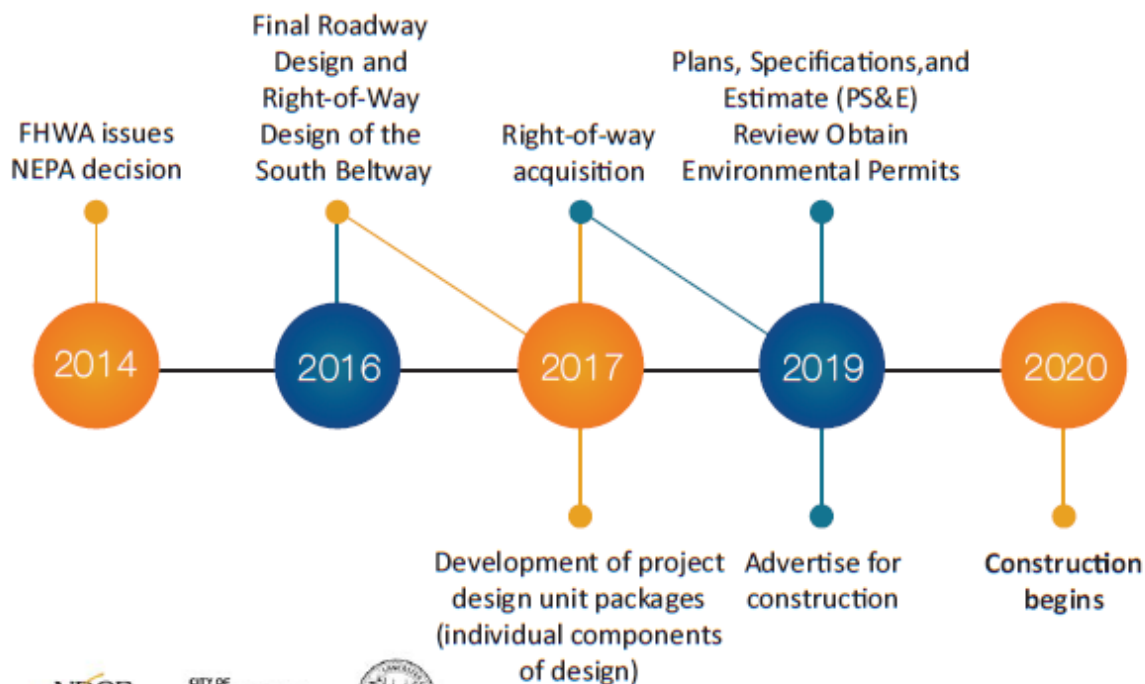 FHWA issues
NEPA decision
Final Roadway
Design and
Right-of-Way
Design of the
South Beltway
Right-of-way
acquisition
Plans, Specifications,and
Estimate (PS&E)
Review Obtain
Environmental Permits
2014
2016
2017
2019
2020
Development of project
design unit packages
(individual components
of design)
Advertise for
construction
Construction
begins
CITY OF